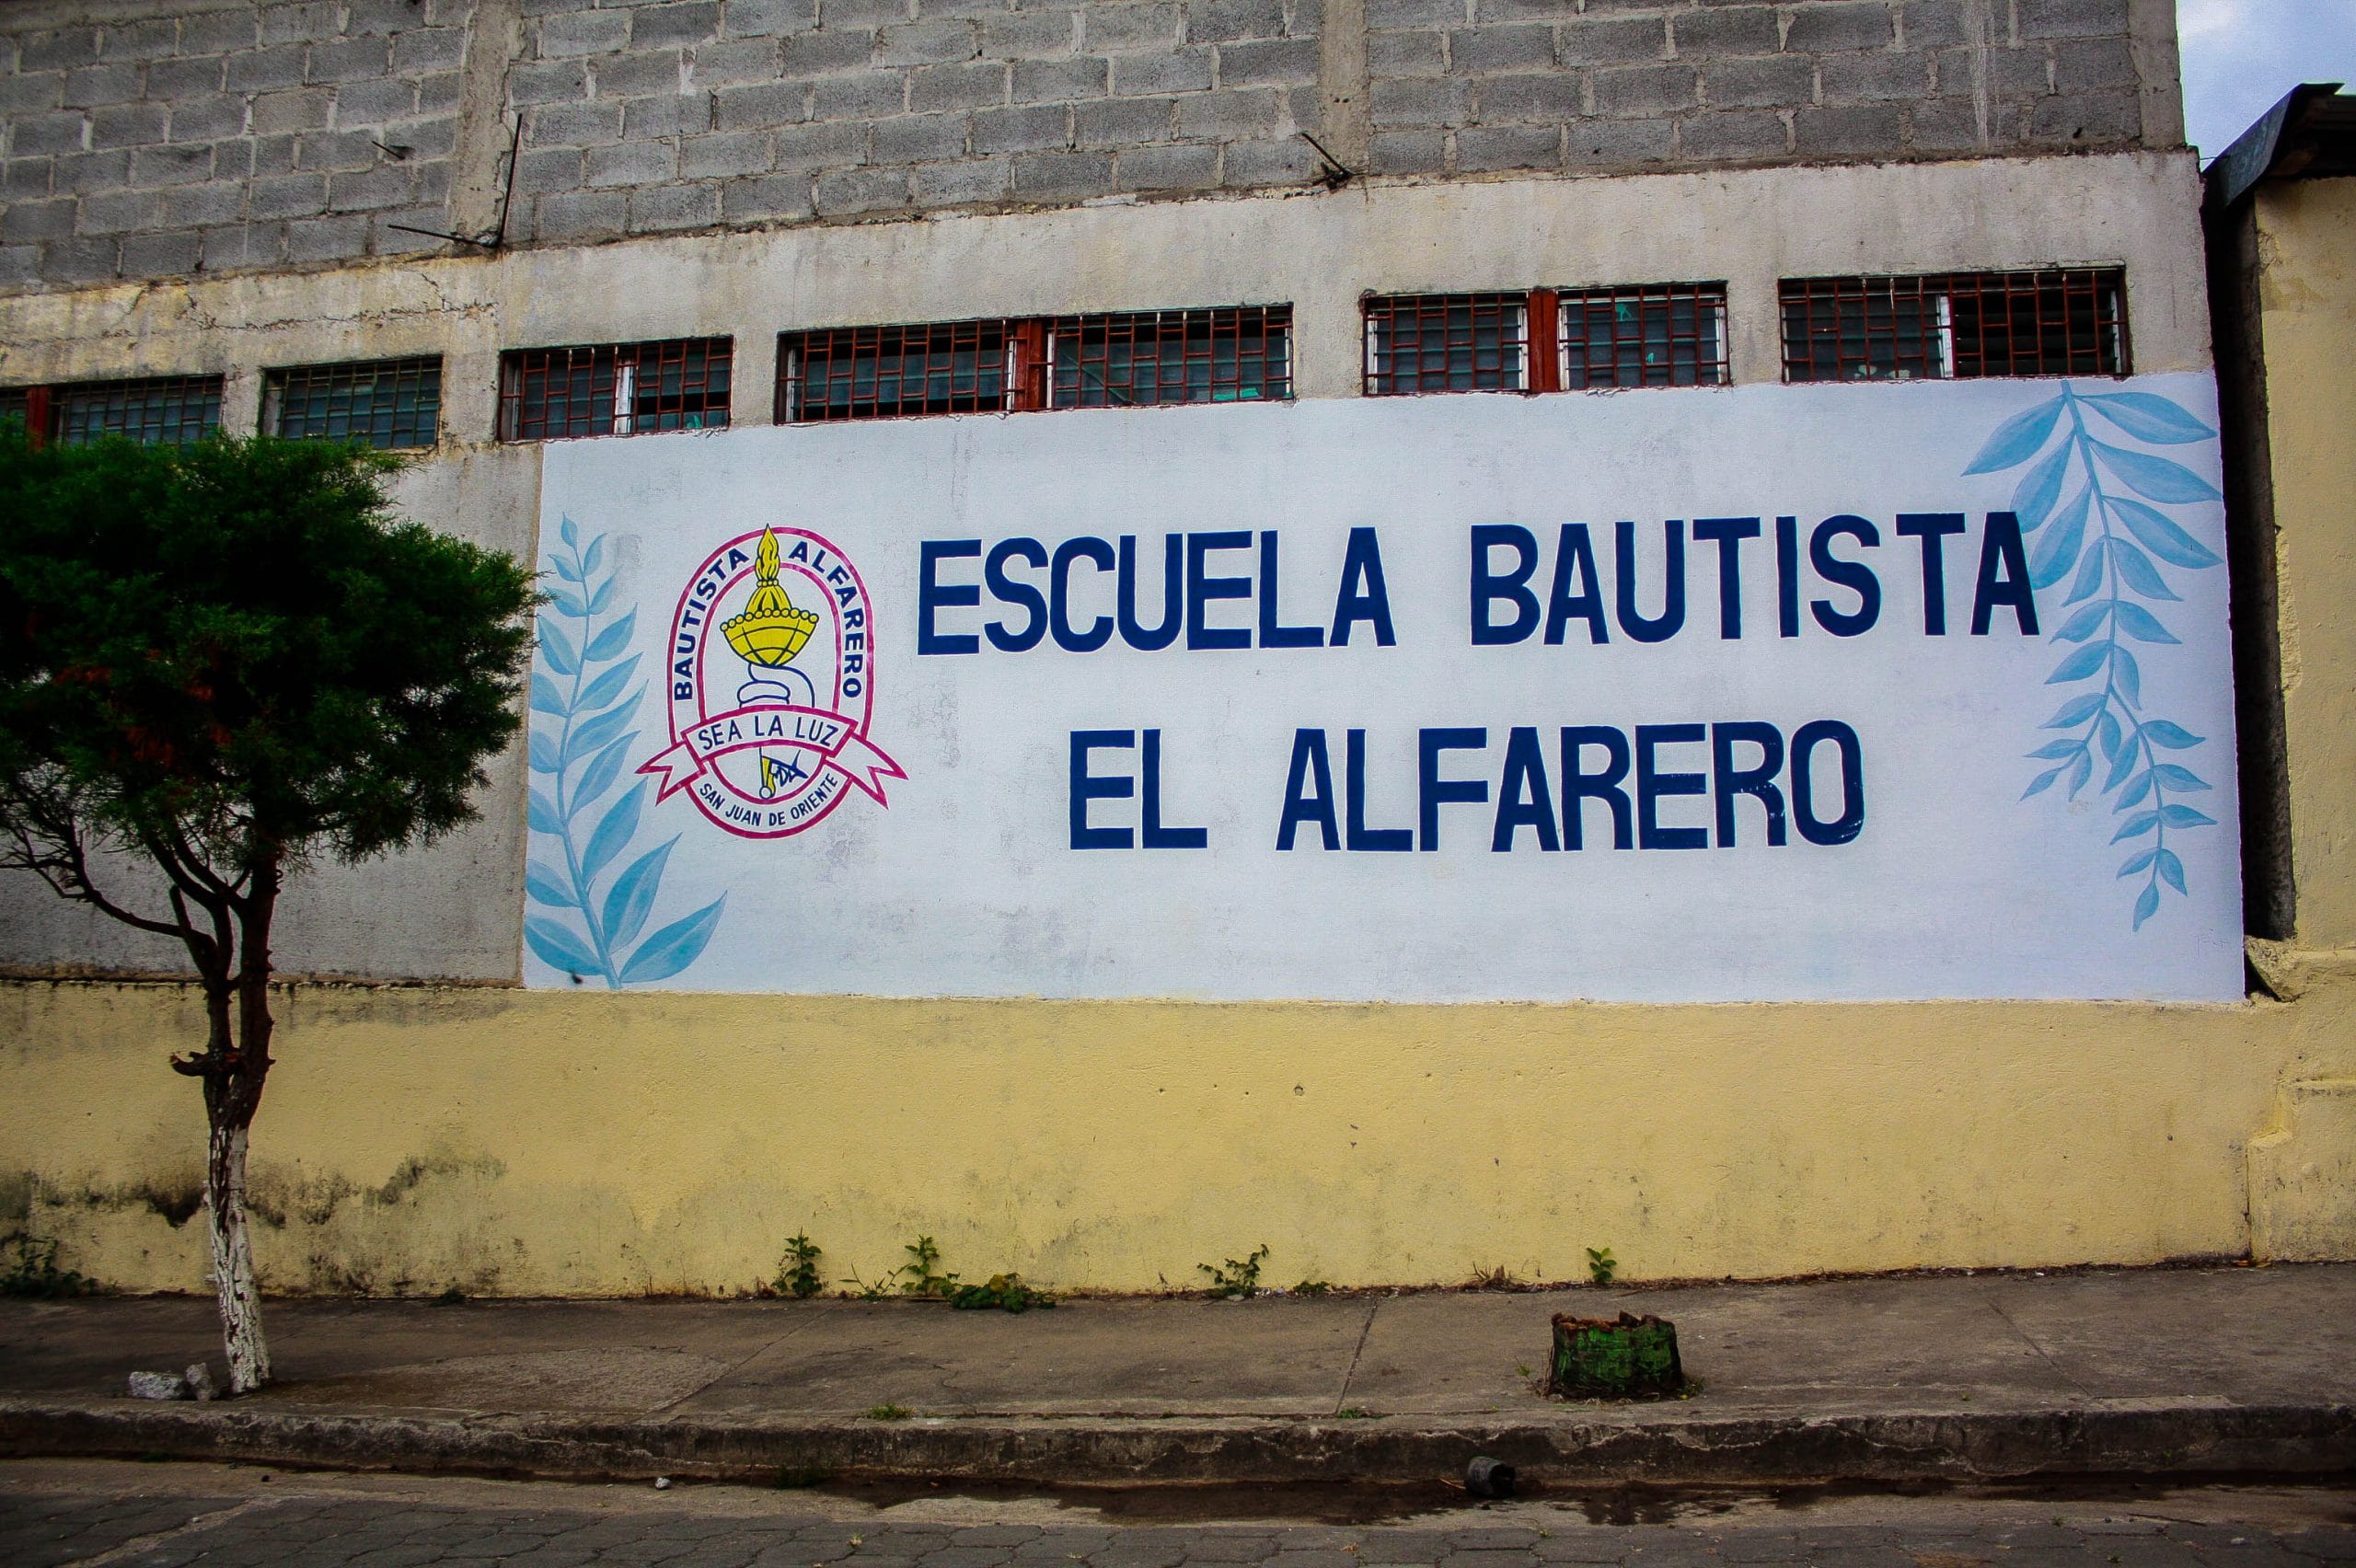 BAUTISTA ALFARERO
SEA LA LUZ
SAN JUAN DE ORIENTE
ESCUELA BAUTISTA
EL ALFARERO